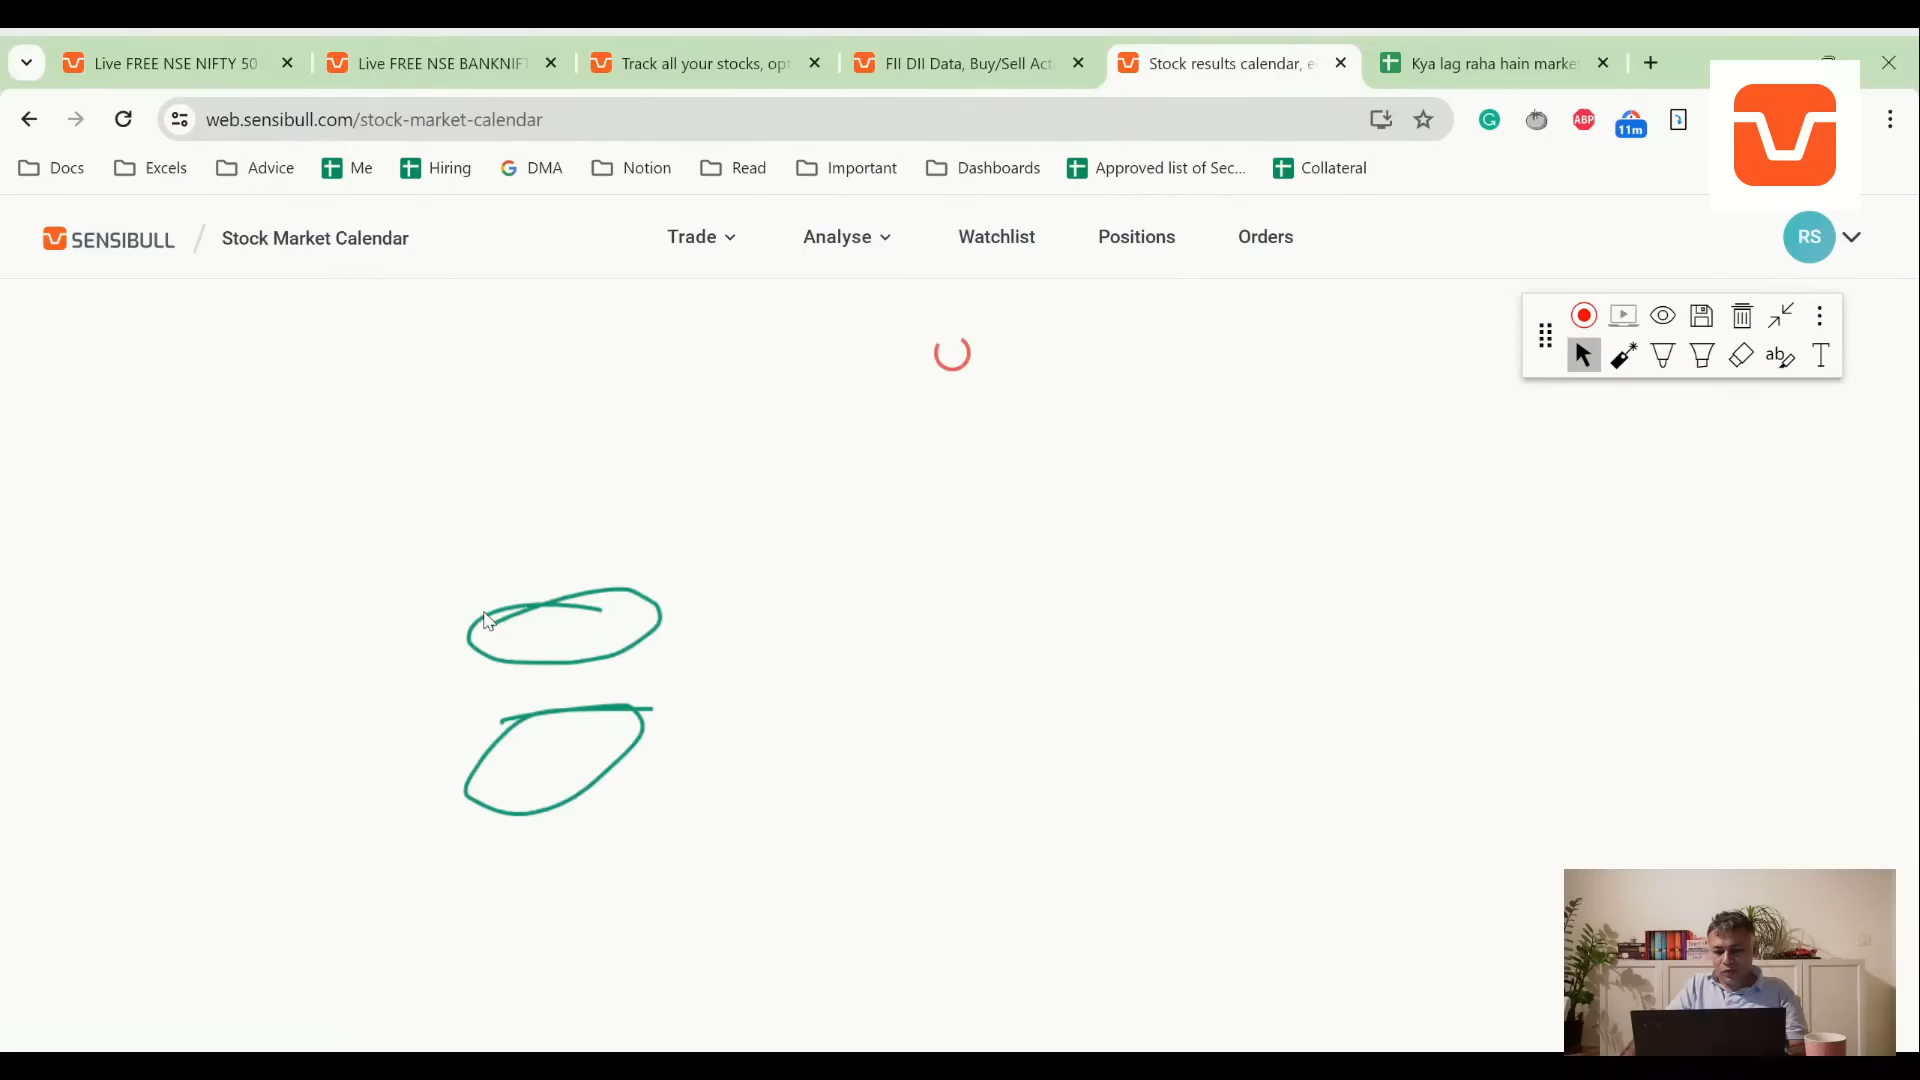 Live FREE NSE NIFTY 50
Live FREE NSE BANKNIFT
Track all your stocks, opt
FII DII Data, Buy/Sell Act
Stock results calendar, e
Kya lag raha hain marke
web.sensibull.com/stock-market-calendar
G
ABP
11m
Docs
Excels
Advice
Me
Hiring
DMA
Notion
Read
Important
Dashboards
Approved list of Sec...
Collateral
SENSIBULL / Stock Market Calendar
Trade
Analyse
Watchlist
Positions
Orders
RS
ab
T